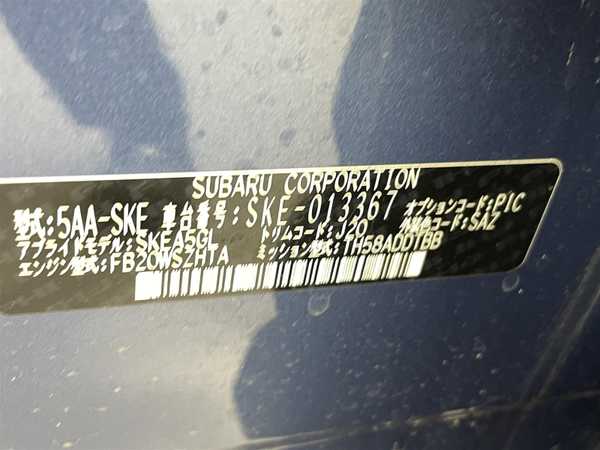 SUBARU CORPORATION
型式:5AA-SKE 車台番号:SKE-013367 オプションコード:PIC
アプライドモデル:SKEA5GL トリムコード:J20 外装色コード:SAZ
エンジン型式:FB20WSZHTA ミッション型式:TH58ADDTBB